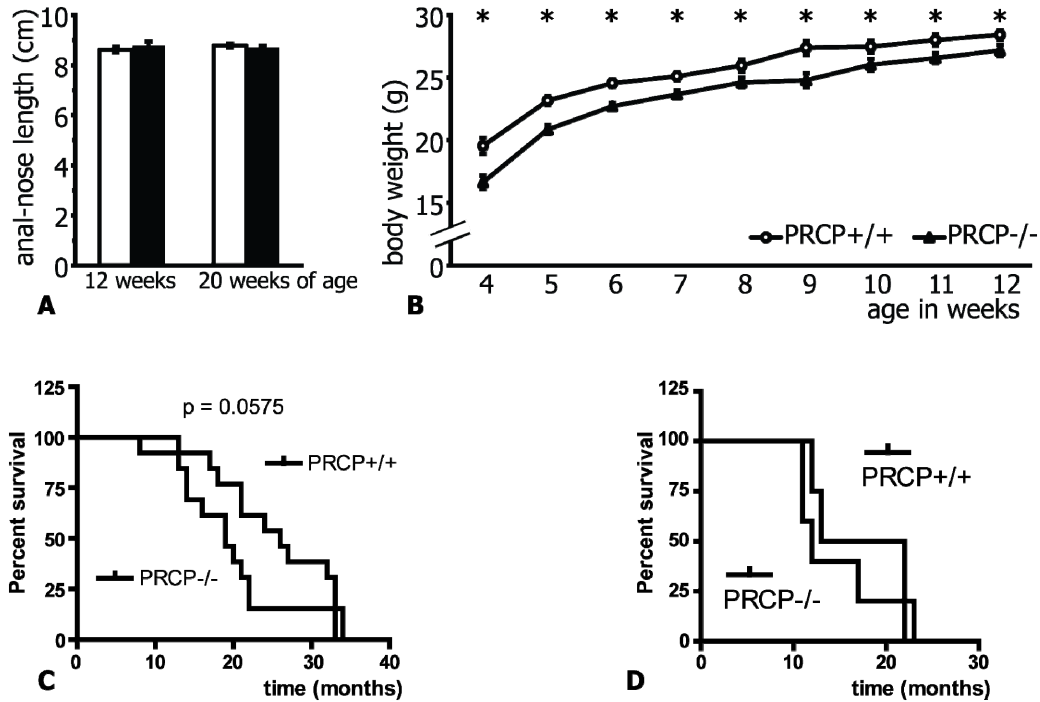 anal-nose length (cm)
10
8
6
4
2
0
12 weeks
20 weeks of age
A
body weight (g)
30
25
20
15
0
* * * * * * * * *
PRCP+/+ PRCP-/-
4 5 6 7 8 9 10 11 12
age in weeks
B
Percent survival
125
100
75
50
25
0
p = 0.0575
PRCP+/+
PRCP-/-
0 10 20 30 40
time (months)
C
Percent survival
125
100
75
50
25
0
PRCP+/+
PRCP-/-
0 10 20 30
time (months)
D